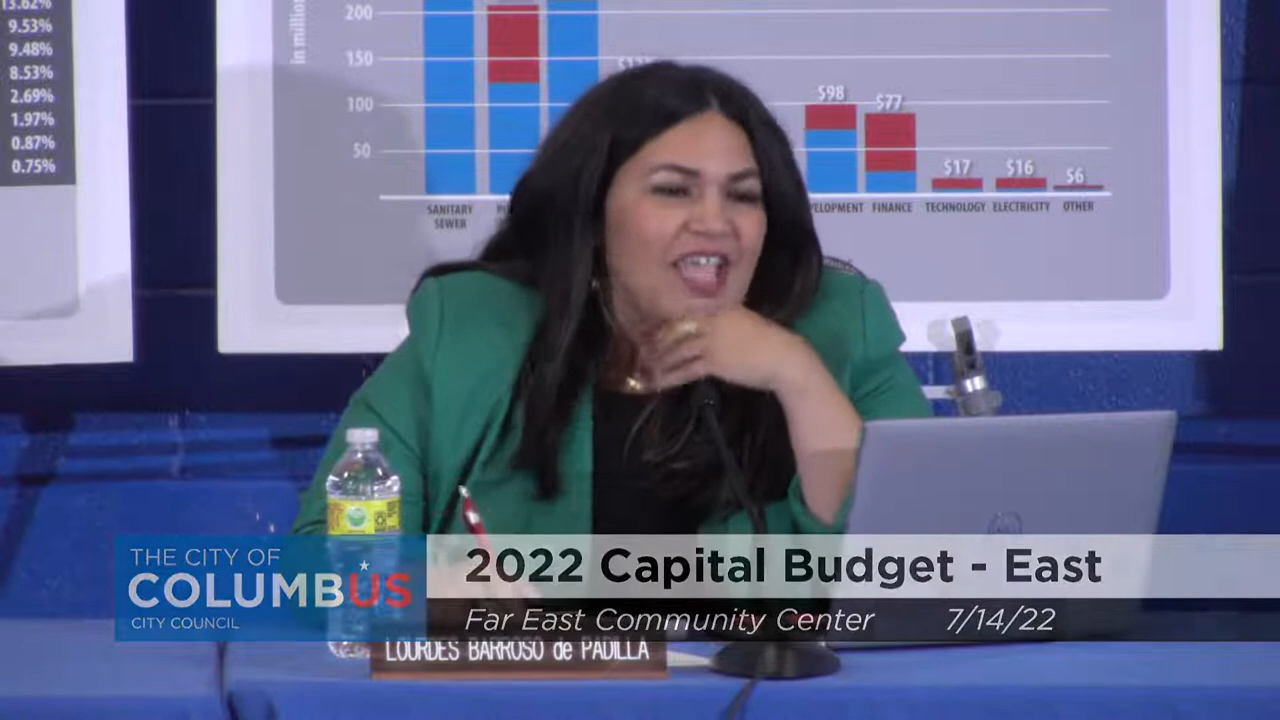 13.62%
9.53%
9.48%
8.53%
2.69%
1.97%
0.87%
0.75%
In million
200
150
100
50
$98
$77
$17
$16
$6
SANITARY
SEWER
FINANCE
TECHNOLOGY
ELECTRICITY
OTHER
THE CITY OF
COLUMBUS
CITY COUNCIL
2022 Capital Budget - East
Far East Community Center 7/14/22
LOURDES BARROSO de PADILLA